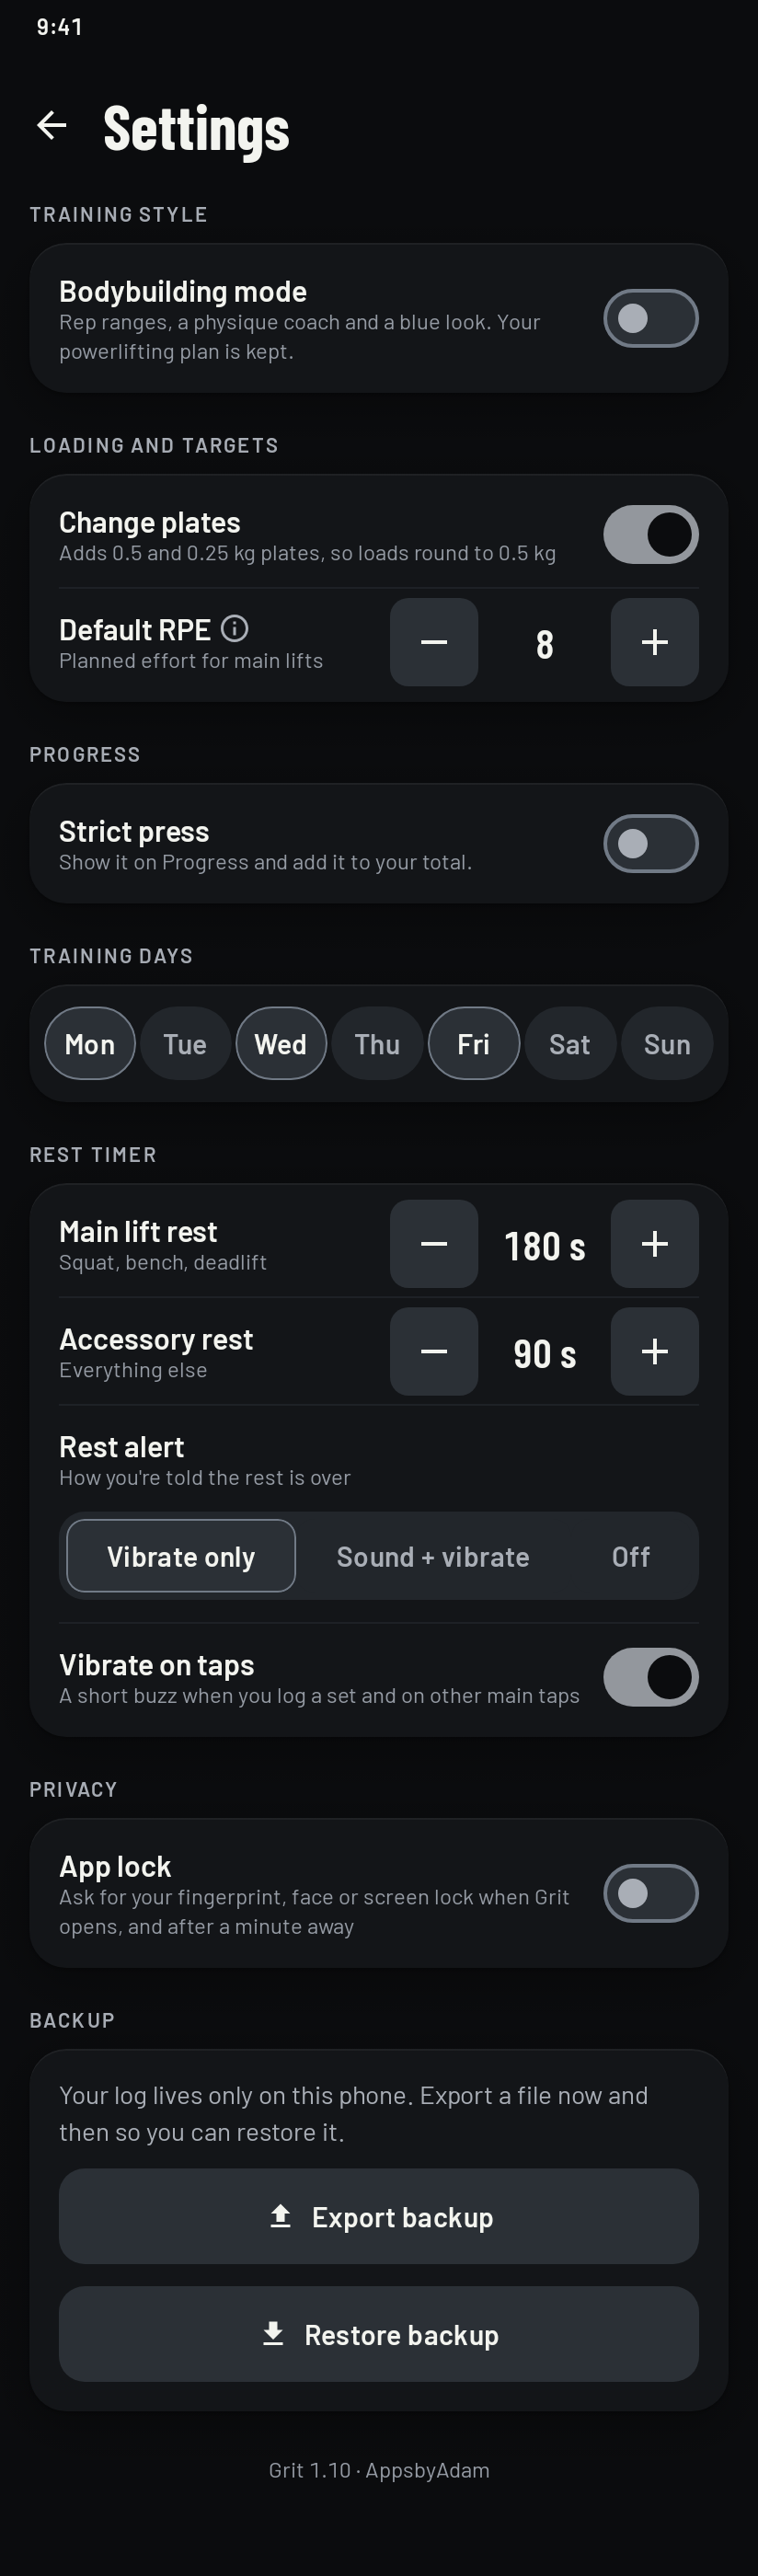 9:41
Settings
TRAINING STYLE
Bodybuilding mode
Rep ranges, a physique coach and a blue look. Your
powerlifting plan is kept.
LOADING AND TARGETS
Change plates
Adds 0.5 and 0.25 kg plates, so loads round to 0.5 kg
Default RPE
Planned effort for main lifts
8
PROGRESS
Strict press
Show it on Progress and add it to your total.
TRAINING DAYS
Mon Tue Wed Thu Fri Sat Sun
REST TIMER
Main lift rest
Squat, bench, deadlift
180 s
Accessory rest
Everything else
90 s
Rest alert
How you're told the rest is over
Vibrate only Sound + vibrate Off
Vibrate on taps
A short buzz when you log a set and on other main taps
PRIVACY
App lock
Ask for your fingerprint, face or screen lock when Grit
opens, and after a minute away
BACKUP
Your log lives only on this phone. Export a file now and
then so you can restore it.
Export backup
Restore backup
Grit 1.10 · AppsbyAdam